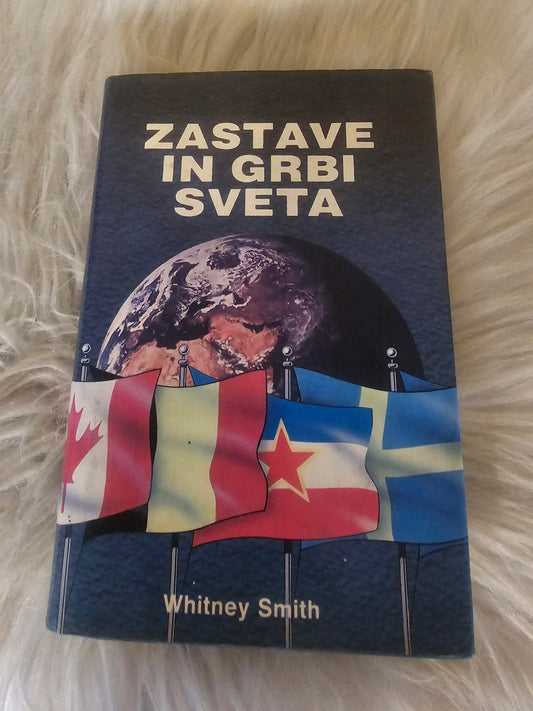 ZASTAVE
IN GRBI
SVETA
Whitney Smith